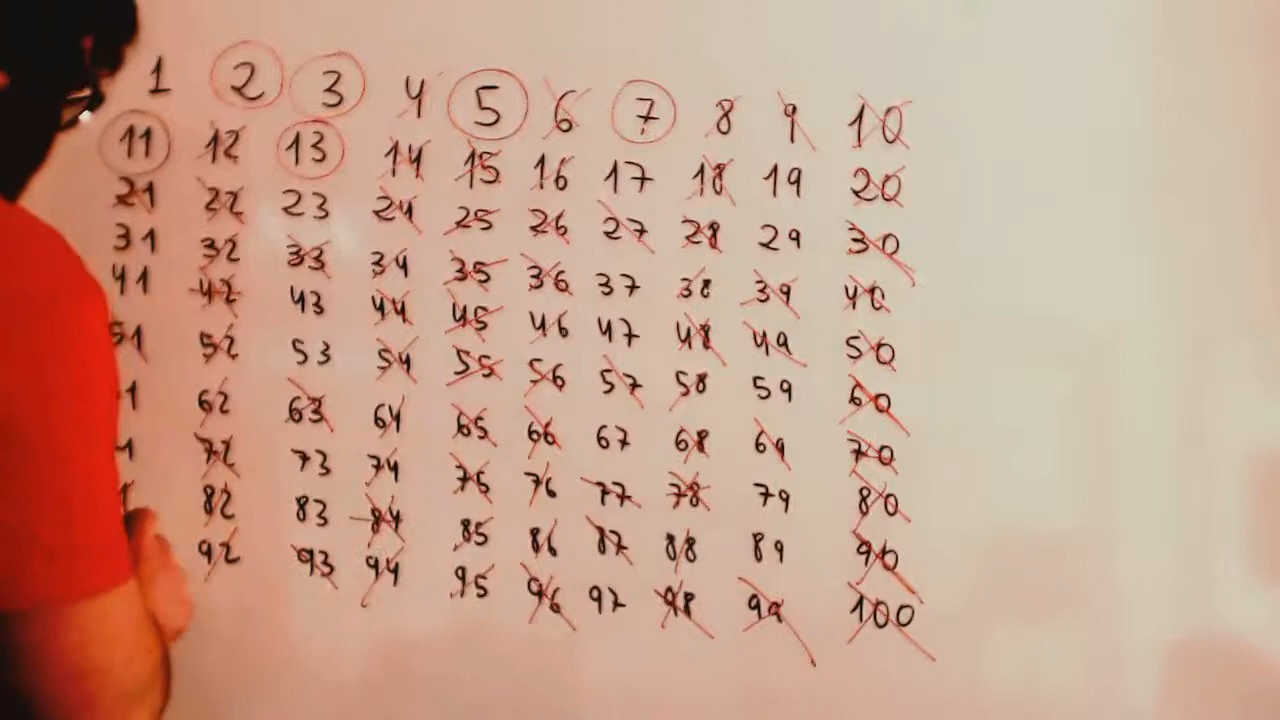 1 2 3 4 5 6 7 8 9 10
11 12 13 14 15 16 17 18 19 20
21 22 23 24 25 26 27 28 29 30
31 32 33 34 35 36 37 38 39 40
41 42 43 44 45 46 47 48 49 50
51 52 53 54 55 56 57 58 59 60
1 62 63 64 65 66 67 68 69 70
1 72 73 74 75 76 77 78 79 80
1 82 83 84 85 86 87 88 89 90
92 93 94 95 96 97 98 99 100